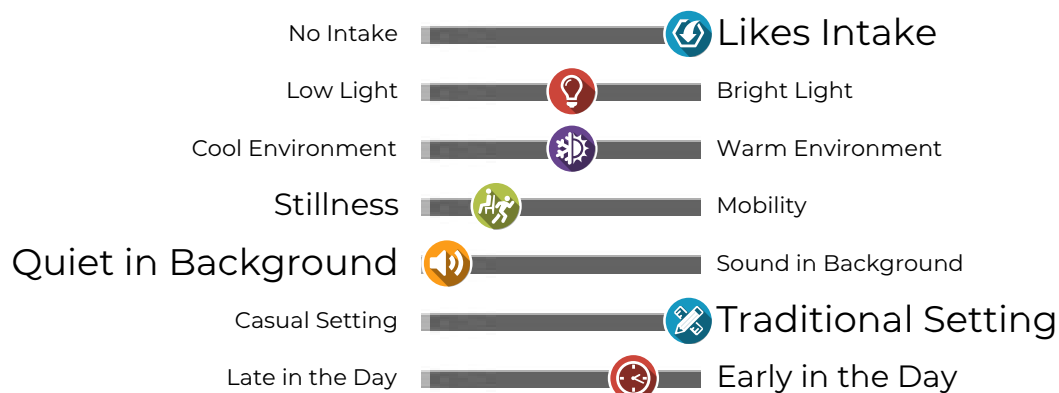 No Intake Likes Intake
Low Light Bright Light
Cool Environment Warm Environment
Stillness Mobility
Quiet in Background Sound in Background
Casual Setting Traditional Setting
Late in the Day Early in the Day